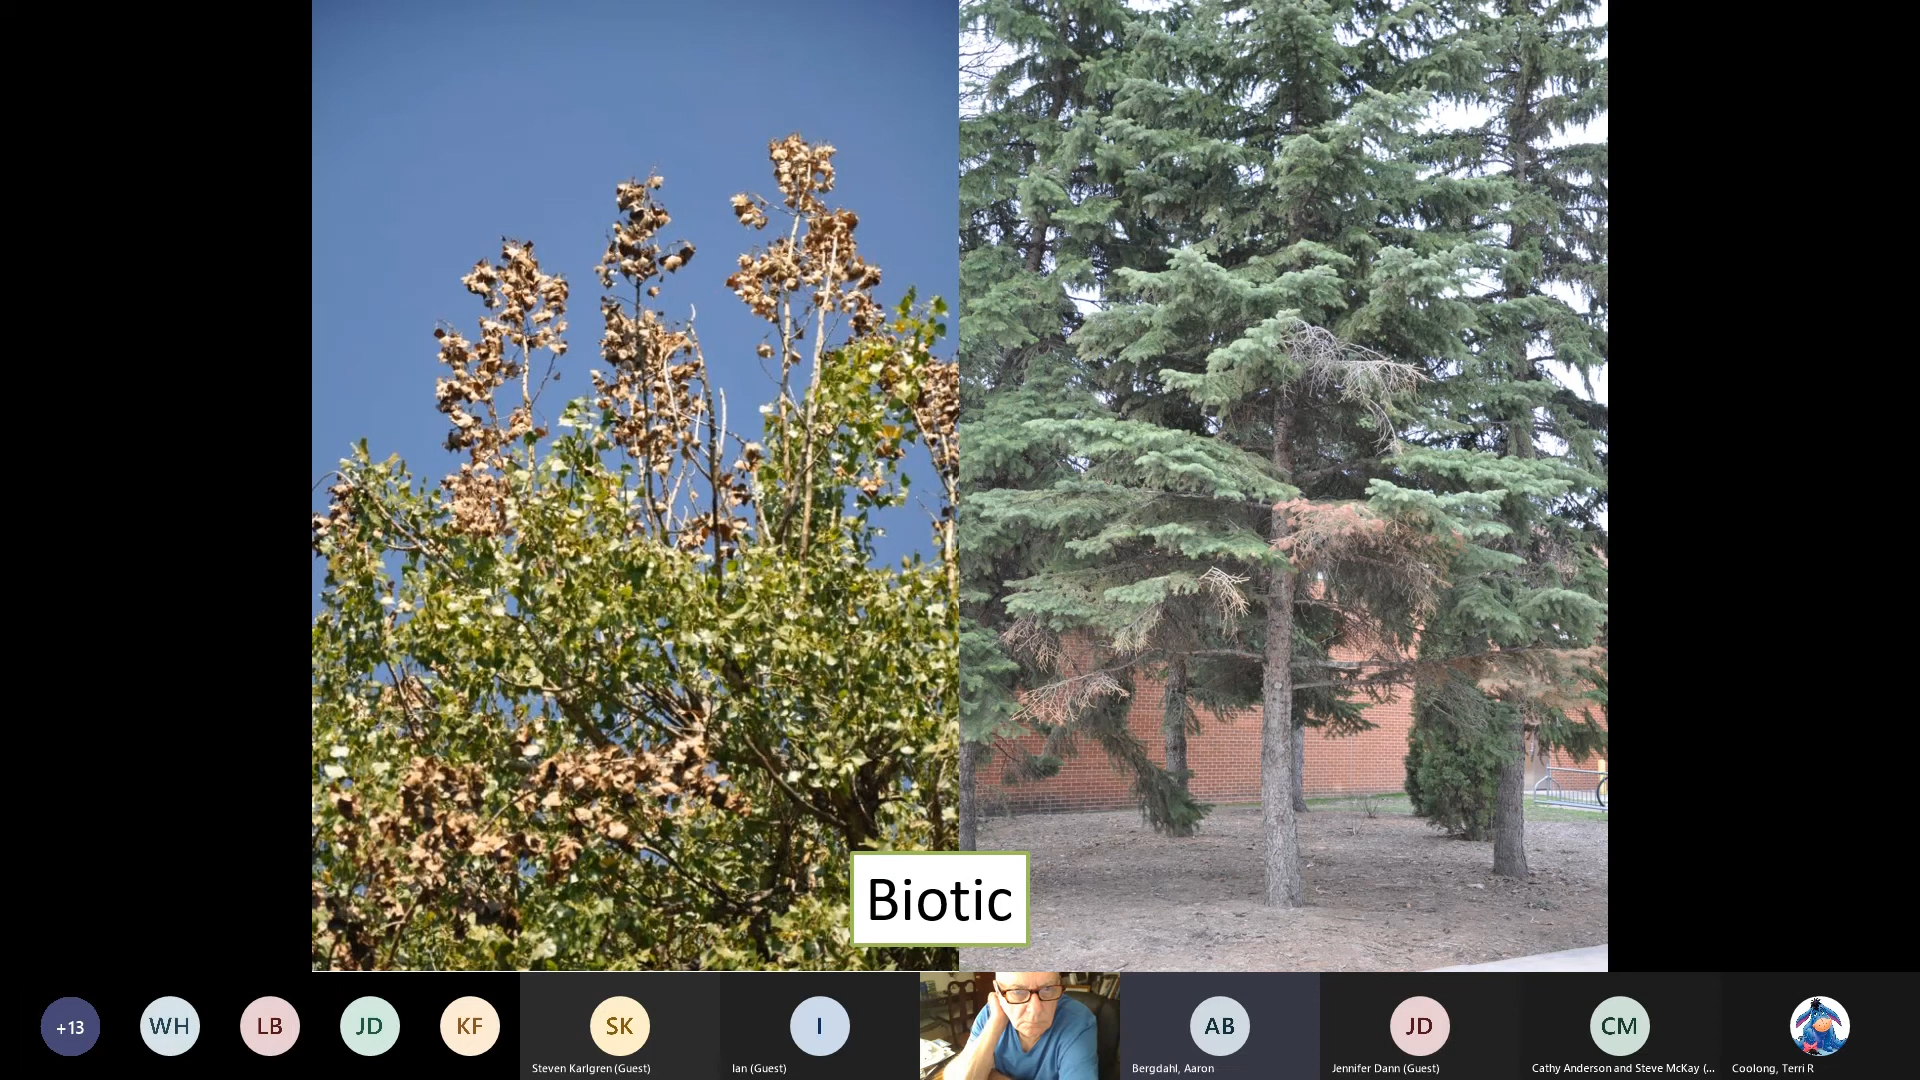 Biotic
+13
WH
LB
JD
KF
SK
Steven Karlgren (Guest)
I
Ian (Guest)
AB
Bergdahl, Aaron
JD
Jennifer Dann (Guest)
CM
Cathy Anderson and Steve McKay (...
Coolong, Terri R